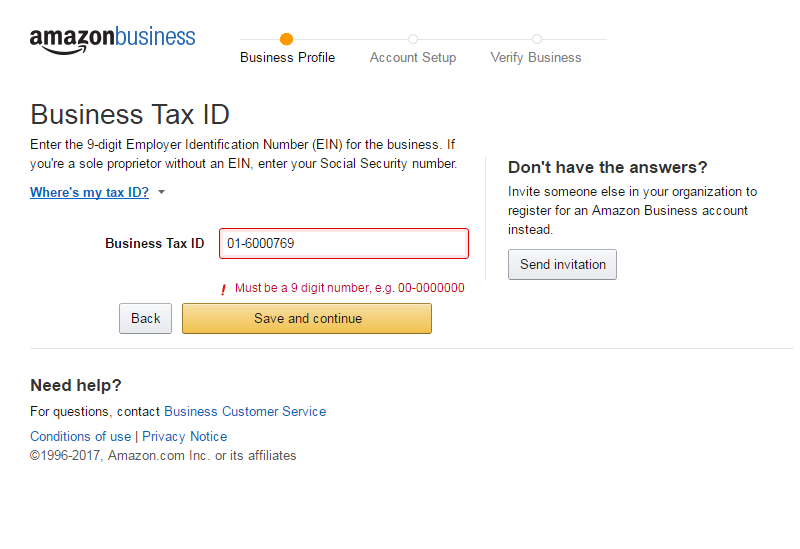 amazonbusiness
Business Profile
Account Setup
Verify Business
Business Tax ID
Enter the 9-digit Employer Identification Number (EIN) for the business. If
you're a sole proprietor without an EIN, enter your Social Security number.
Where's my tax ID?
Business Tax ID
01-6000769
! Must be a 9 digit number, e.g. 00-0000000
Back
Save and continue
Don't have the answers?
Invite someone else in your organization to
register for an Amazon Business account
instead.
Send invitation
Need help?
For questions, contact Business Customer Service
Conditions of use | Privacy Notice
©1996-2017, Amazon.com Inc. or its affiliates